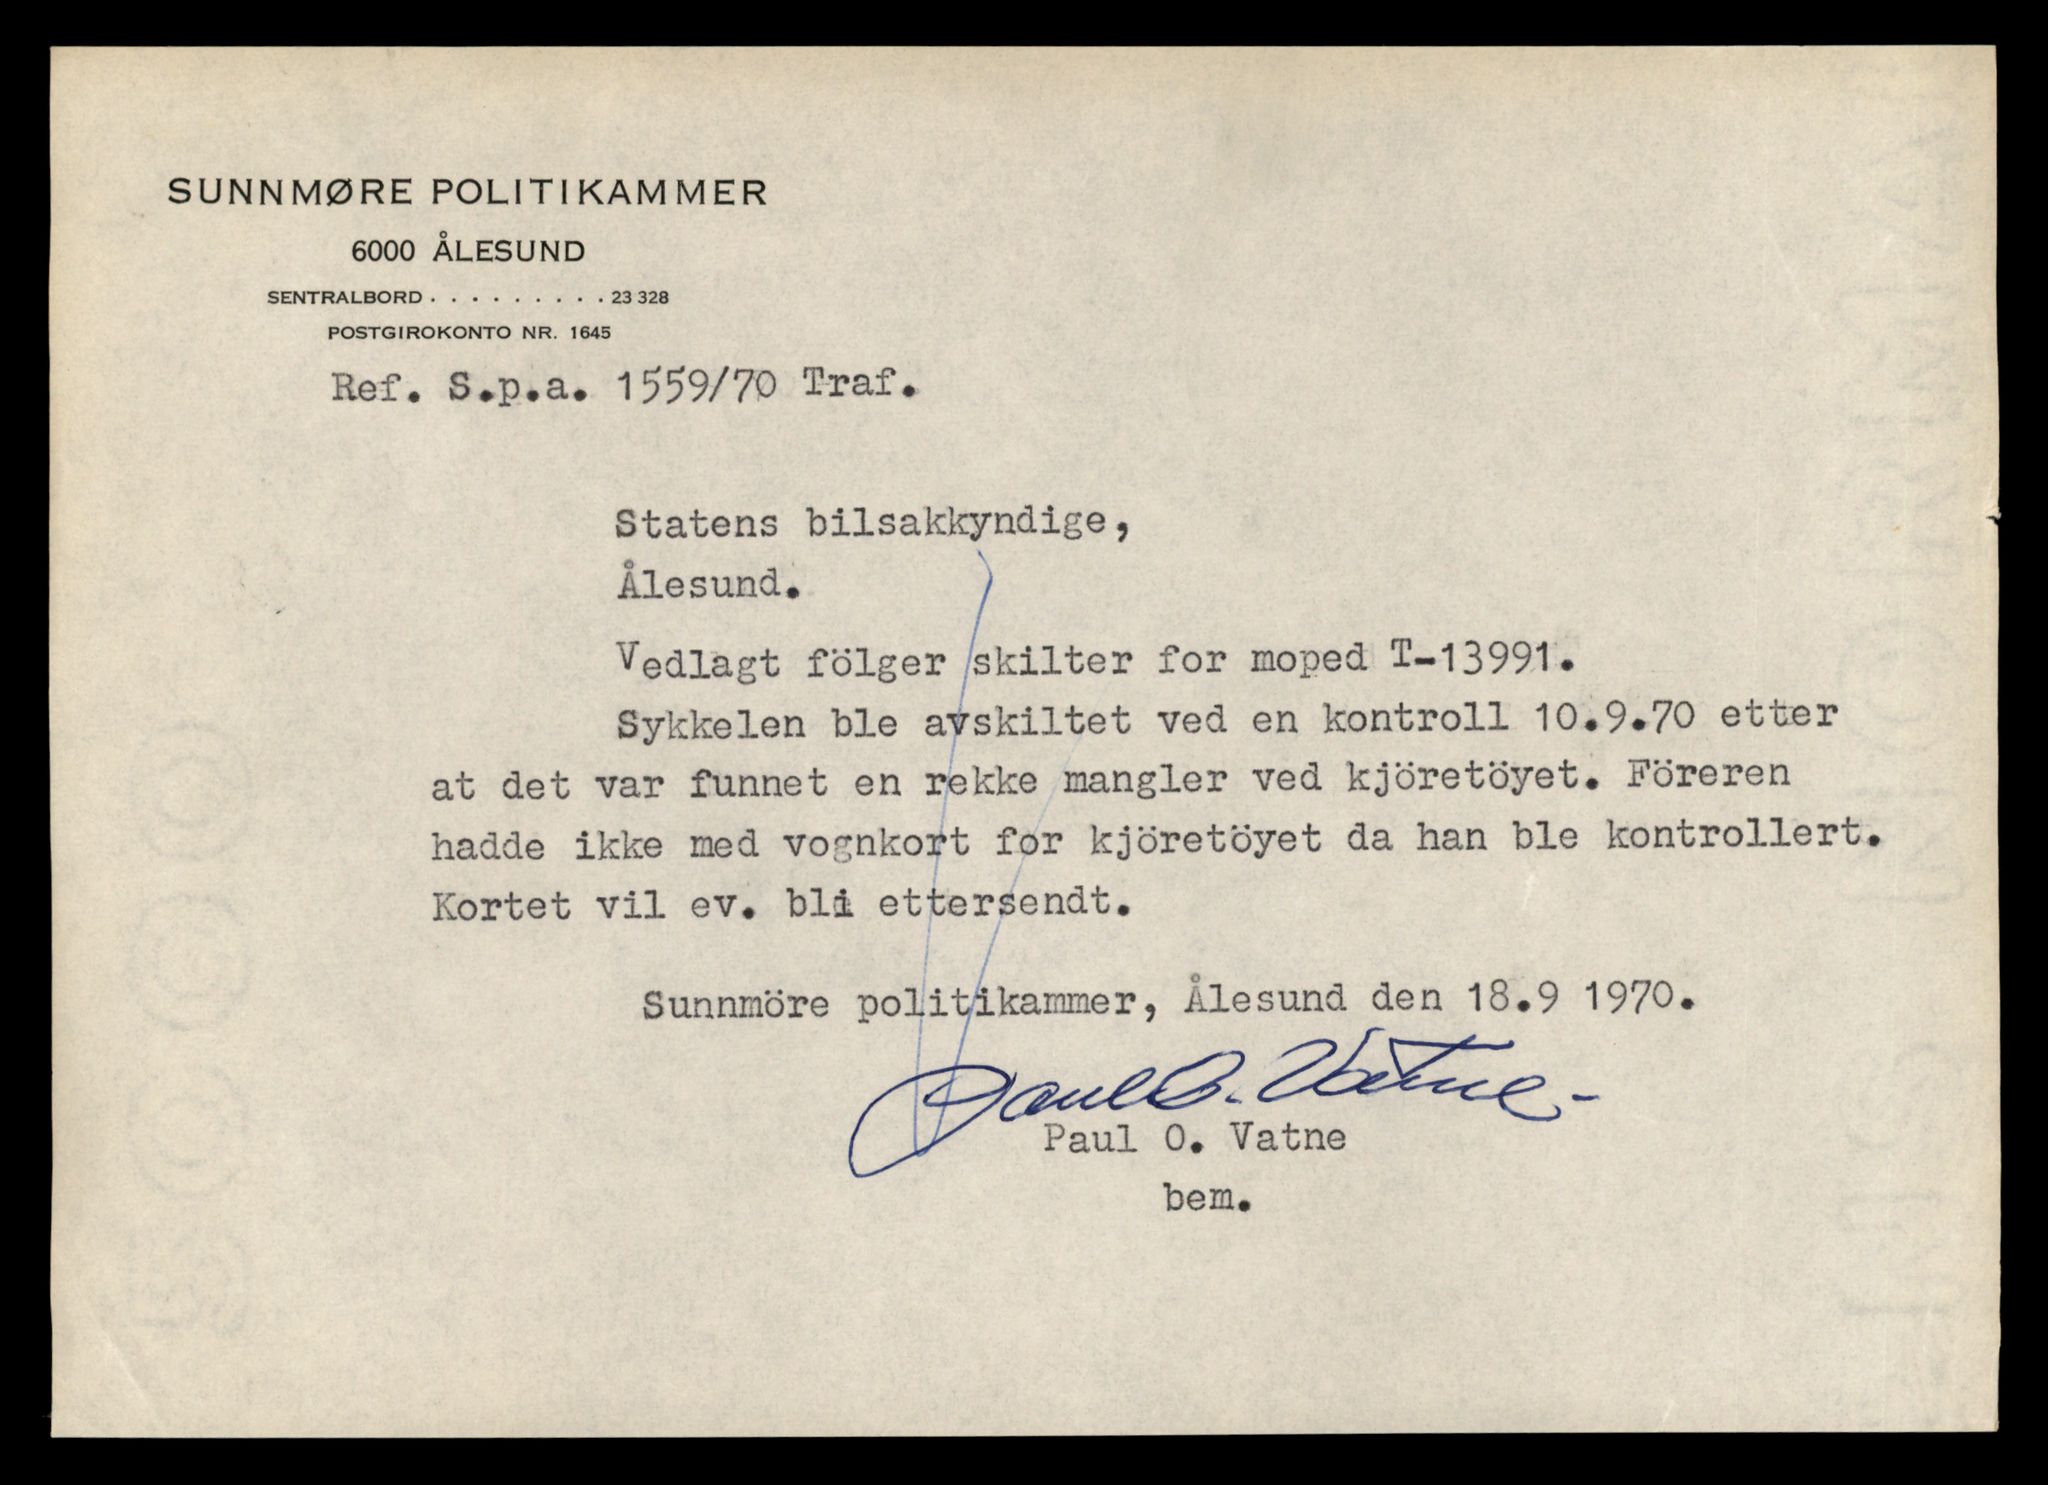 SUNNMØRE POLITIKAMMER
6000 ÅLESUND
SENTRALBORD . . . . . . . . . 23 328
POSTGIROKONTO NR. 1645
Ref. S.p.a. 1559/70 Traf.
Statens bilsakkyndige,
Ålesund.
Vedlagt fölger skilter for moped T-13991.
Sykkelen ble avskiltet ved en kontroll 10.9.70 etter
at det var funnet en rekke mangler ved kjöretöyet. Föreren
hadde ikke med vognkort for kjöretöyet da han ble kontrollert.
Kortet vil ev. bli ettersendt.
Sunnmöre politikammer, Ålesund den 18.9 1970.
Paul O. Vatne
Paul O. Vatne
bem.